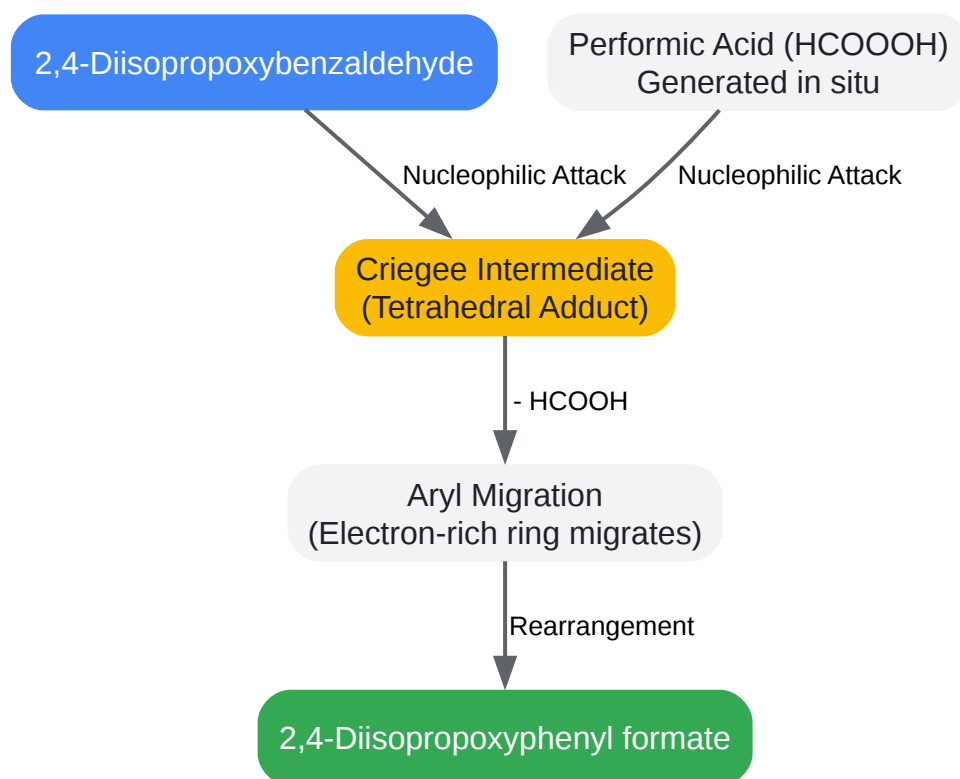 2,4-Diisopropoxybenzaldehyde
Performic Acid (HCOOOH)
Generated in situ
Nucleophilic Attack
Nucleophilic Attack
Criegee Intermediate
(Tetrahedral Adduct)
- HCOOH
Aryl Migration
(Electron-rich ring migrates)
Rearrangement
2,4-Diisopropoxyphenyl formate